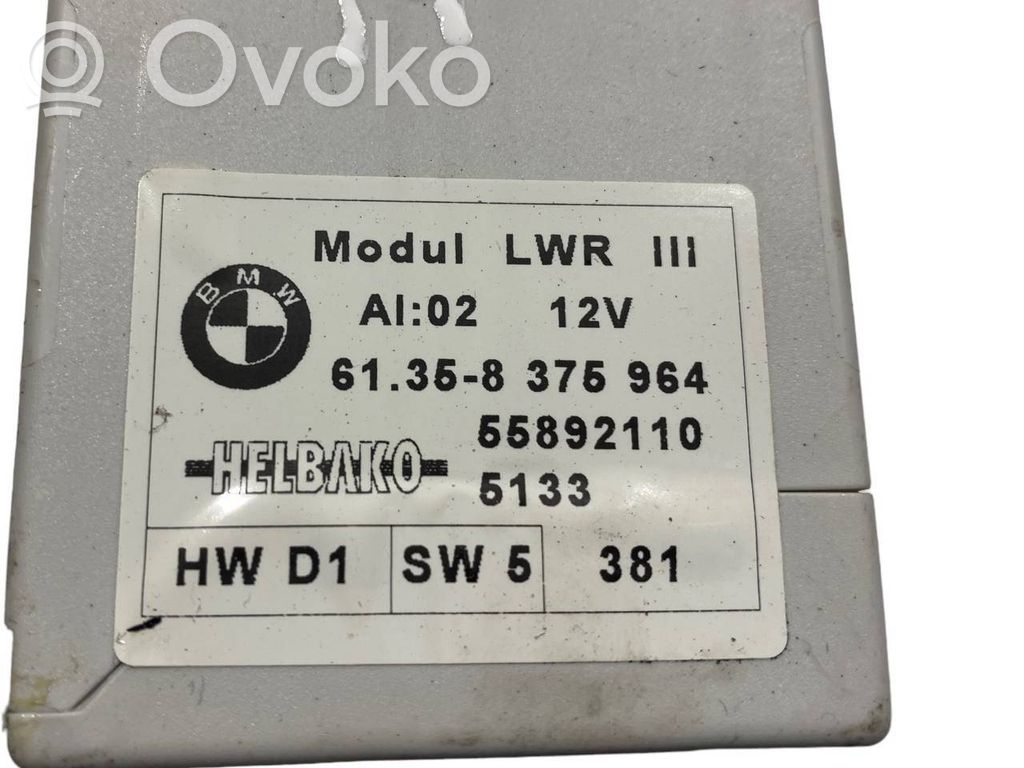 Ovoko
Modul LWR III
BMW
AI:02 12V
61.35-8 375 964
55892110
HELBAKO
5133
HW D1 SW 5 381